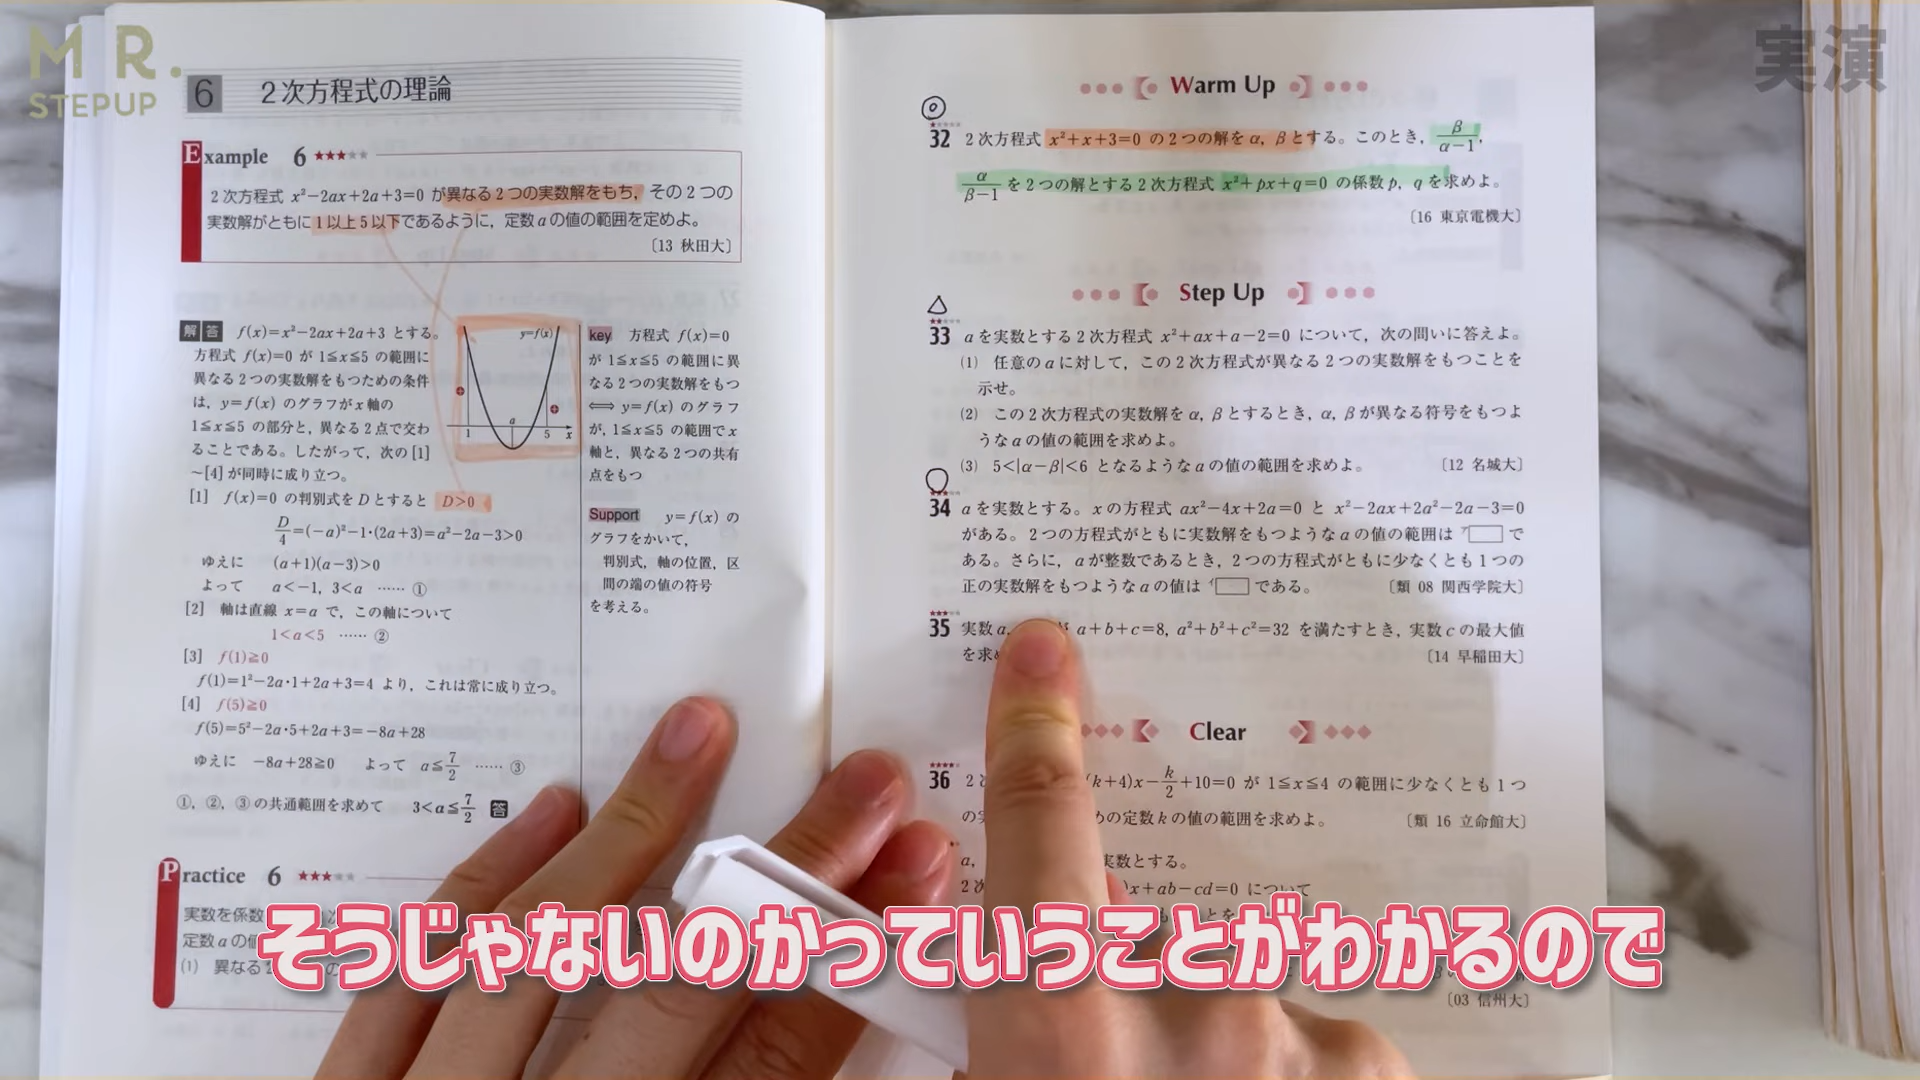 MR.
STEPUP
実演
6 2次方程式の理論
Example 6 ★★★★★
2次方程式 x²−2ax+2a+3=0 が異なる2つの実数解をもち，その2つの
実数解がともに1以上5以下であるように，定数aの値の範囲を定めよ。
〔13 秋田大〕
解答 f(x)=x²−2ax+2a+3 とする。
方程式 f(x)=0 が 1≦x≦5 の範囲に
異なる2つの実数解をもつための条件
は，y=f(x) のグラフがx軸の
1≦x≦5 の部分と，異なる2点で交わ
ることである。したがって，次の[1]
～[4]が同時に成り立つ。
[1] f(x)=0 の判別式をDとすると D>0
D/4=(−a)²−1・(2a+3)=a²−2a−3>0
ゆえに (a+1)(a−3)>0
よって a<−1, 3<a …… ①
[2] 軸は直線 x=a で，この軸について
1<a<5 …… ②
[3] f(1)≧0
f(1)=1²−2a・1+2a+3=4 より，これは常に成り立つ。
[4] f(5)≧0
f(5)=5²−2a・5+2a+3=−8a+28
ゆえに −8a+28≧0 よって a≦7/2 …… ③
①，②，③の共通範囲を求めて 3<a≦7/2 答
y=f(x)
a
1 5 x
key 方程式 f(x)=0
が 1≦x≦5 の範囲に異
なる2つの実数解をもつ
⟺ y=f(x) のグラフ
が，1≦x≦5 の範囲でx
軸と，異なる2つの共有
点をもつ
Support y=f(x) の
グラフをかいて，
判別式，軸の位置，区
間の端の値の符号
を考える。
Practice 6 ★★★★★
実数を係数
定数aの値
(1) 異なる2
Warm Up
◎
32 2次方程式 x²+x+3=0 の2つの解をα, βとする。このとき，β/(α−1),
α/(β−1) を2つの解とする2次方程式 x²+px+q=0 の係数p, qを求めよ。
〔16 東京電機大〕
Step Up
△
33 aを実数とする2次方程式 x²+ax+a−2=0 について，次の問いに答えよ。
(1) 任意のaに対して，この2次方程式が異なる2つの実数解をもつことを
示せ。
(2) この2次方程式の実数解をα, βとするとき，α, βが異なる符号をもつよ
うなaの値の範囲を求めよ。
(3) 5<|α−β|<6 となるようなaの値の範囲を求めよ。 〔12 名城大〕
○
34 aを実数とする。xの方程式 ax²−4x+2a=0 と x²−2ax+2a²−2a−3=0
がある。2つの方程式がともに実数解をもつようなaの値の範囲は ア□ で
ある。さらに，aが整数であるとき，2つの方程式がともに少なくとも1つの
正の実数解をもつようなaの値は イ□ である。 〔類 08 関西学院大〕
35 実数a, が a+b+c=8, a²+b²+c²=32 を満たすとき，実数cの最大値
を求 〔14 早稲田大〕
Clear
36 2 (k+4)x−k/2+10=0 が 1≦x≦4 の範囲に少なくとも1つ
の めの定数kの値の範囲を求めよ。 〔類 16 立命館大〕
a, 実数とする。
2 )x+ab−cd=0 について
〔03 信州大〕
そうじゃないのかっていうことがわかるので